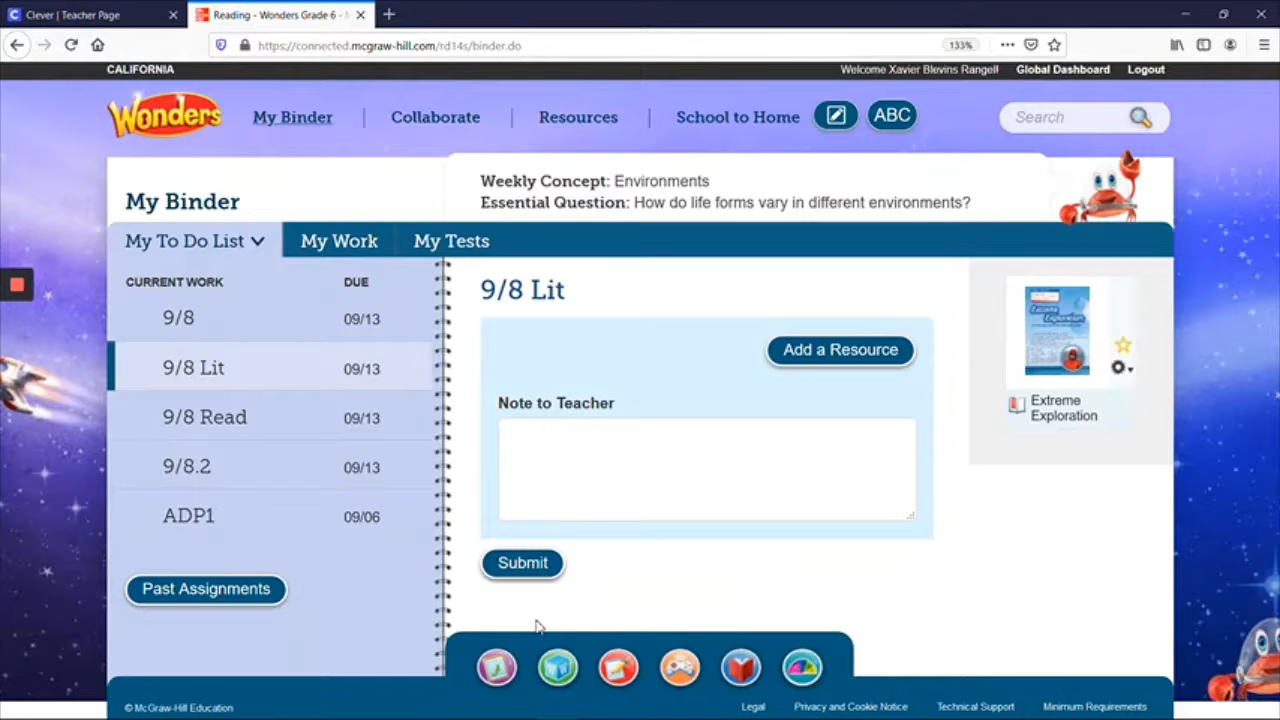 Clever | Teacher Page
Reading - Wonders Grade 6 -
https://connected.mcgraw-hill.com/rd14s/binder.do
133%
CALIFORNIA
Welcome Xavier Blevins Rangell!
Global Dashboard
Logout
Wonders
My Binder
Collaborate
Resources
School to Home
ABC
Search
My Binder
Weekly Concept: Environments
Essential Question: How do life forms vary in different environments?
My To Do List
My Work
My Tests
CURRENT WORK DUE
9/8 09/13
9/8 Lit 09/13
9/8 Read 09/13
9/8.2 09/13
ADP1 09/06
Past Assignments
9/8 Lit
Add a Resource
Note to Teacher
Submit
Extreme
Exploration
Extreme
Exploration
© McGraw-Hill Education
Legal
Privacy and Cookie Notice
Technical Support
Minimum Requirements